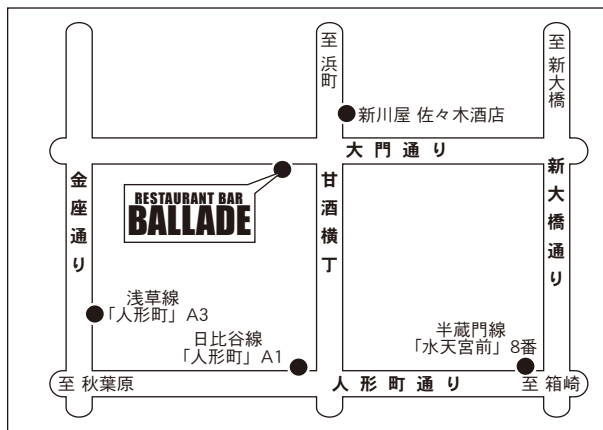 至 浜町
至 新大橋
新川屋 佐々木酒店
大門通り
金座通り
甘酒横丁
新大橋通り
RESTAURANT BAR
BALLADE
浅草線
「人形町」A3
日比谷線
「人形町」A1
半蔵門線
「水天宮前」8番
至 秋葉原
人形町通り
至 箱崎